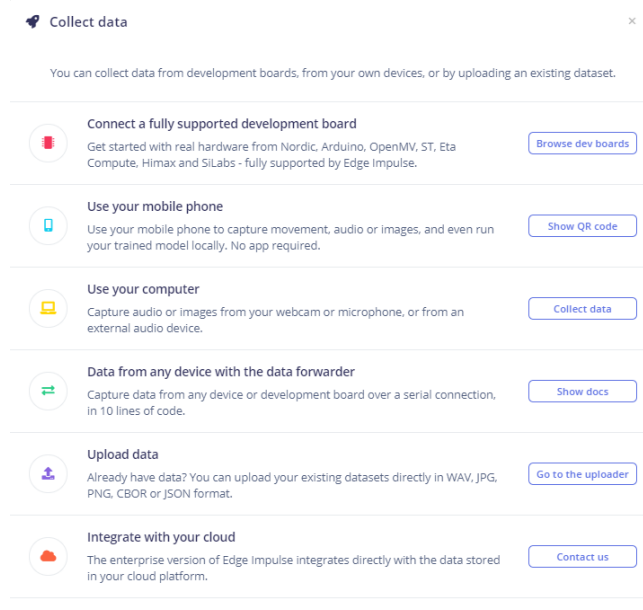 Collect data
×
You can collect data from development boards, from your own devices, or by uploading an existing dataset.
Connect a fully supported development board
Get started with real hardware from Nordic, Arduino, OpenMV, ST, Eta
Compute, Himax and SiLabs - fully supported by Edge Impulse.
Browse dev boards
Use your mobile phone
Use your mobile phone to capture movement, audio or images, and even run
your trained model locally. No app required.
Show QR code
Use your computer
Capture audio or images from your webcam or microphone, or from an
external audio device.
Collect data
Data from any device with the data forwarder
Capture data from any device or development board over a serial connection,
in 10 lines of code.
Show docs
Upload data
Already have data? You can upload your existing datasets directly in WAV, JPG,
PNG, CBOR or JSON format.
Go to the uploader
Integrate with your cloud
The enterprise version of Edge Impulse integrates directly with the data stored
in your cloud platform.
Contact us